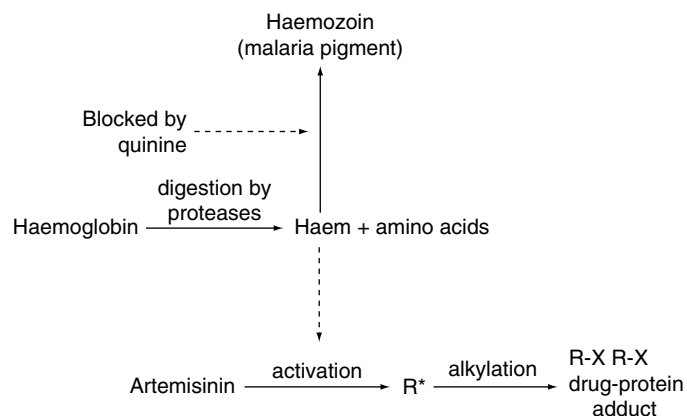 Haemozoin
(malaria pigment)
Blocked by
quinine
digestion by
proteases
Haemoglobin
Haem + amino acids
Artemisinin
activation
R*
alkylation
R-X R-X
drug-protein
adduct